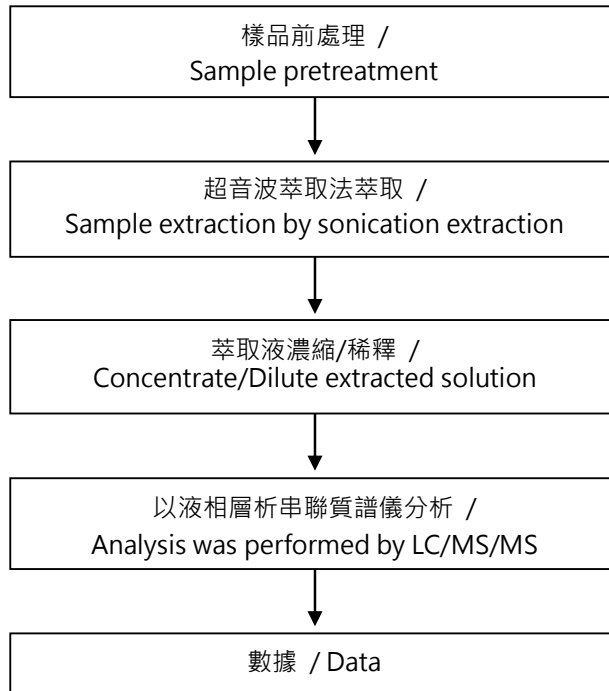 樣品前處理 /
Sample pretreatment
超音波萃取法萃取 /
Sample extraction by sonication extraction
萃取液濃縮/稀釋 /
Concentrate/Dilute extracted solution
以液相層析串聯質譜儀分析 /
Analysis was performed by LC/MS/MS
數據 / Data